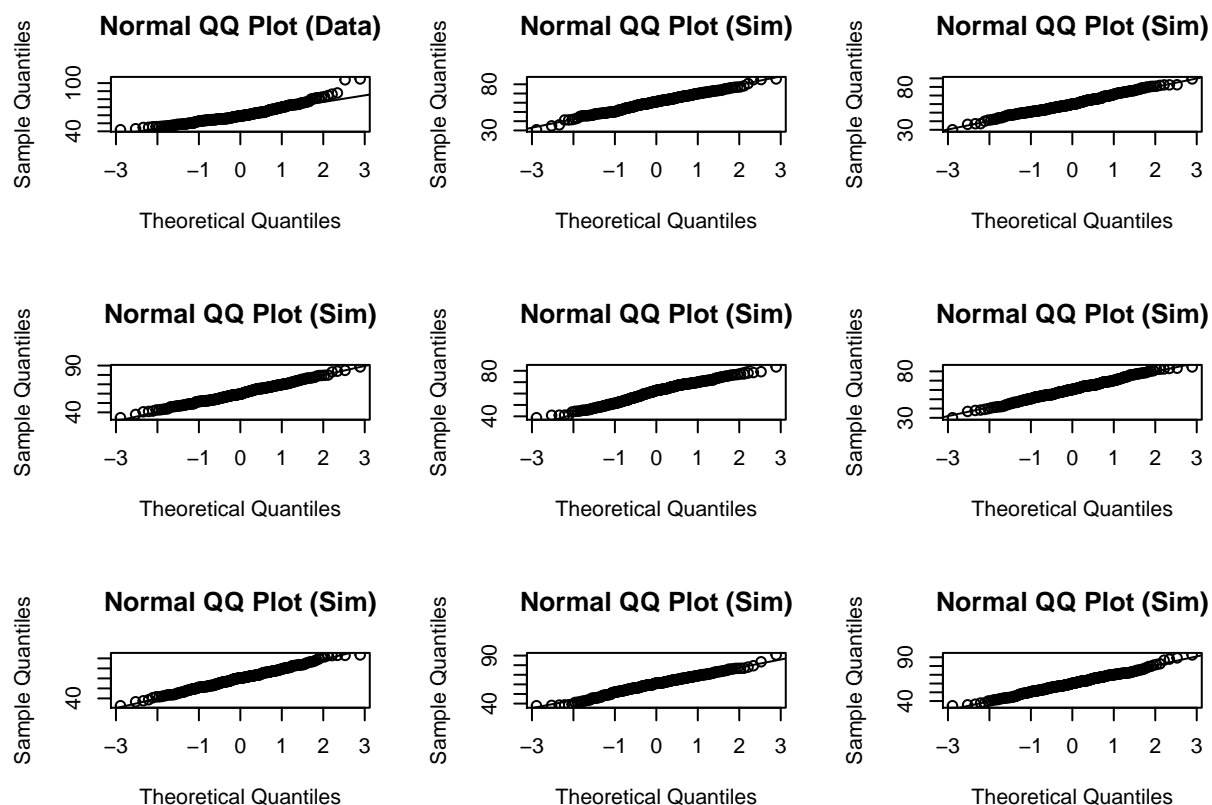 Normal QQ Plot (Data)
Sample Quantiles
40 100
−3 −1 0 1 2 3
Theoretical Quantiles
Normal QQ Plot (Sim)
Sample Quantiles
30 80
−3 −1 0 1 2 3
Theoretical Quantiles
Normal QQ Plot (Sim)
Sample Quantiles
30 80
−3 −1 0 1 2 3
Theoretical Quantiles
Normal QQ Plot (Sim)
Sample Quantiles
40 90
−3 −1 0 1 2 3
Theoretical Quantiles
Normal QQ Plot (Sim)
Sample Quantiles
40 80
−3 −1 0 1 2 3
Theoretical Quantiles
Normal QQ Plot (Sim)
Sample Quantiles
30 80
−3 −1 0 1 2 3
Theoretical Quantiles
Normal QQ Plot (Sim)
Sample Quantiles
40
−3 −1 0 1 2 3
Theoretical Quantiles
Normal QQ Plot (Sim)
Sample Quantiles
40 90
−3 −1 0 1 2 3
Theoretical Quantiles
Normal QQ Plot (Sim)
Sample Quantiles
40 90
−3 −1 0 1 2 3
Theoretical Quantiles